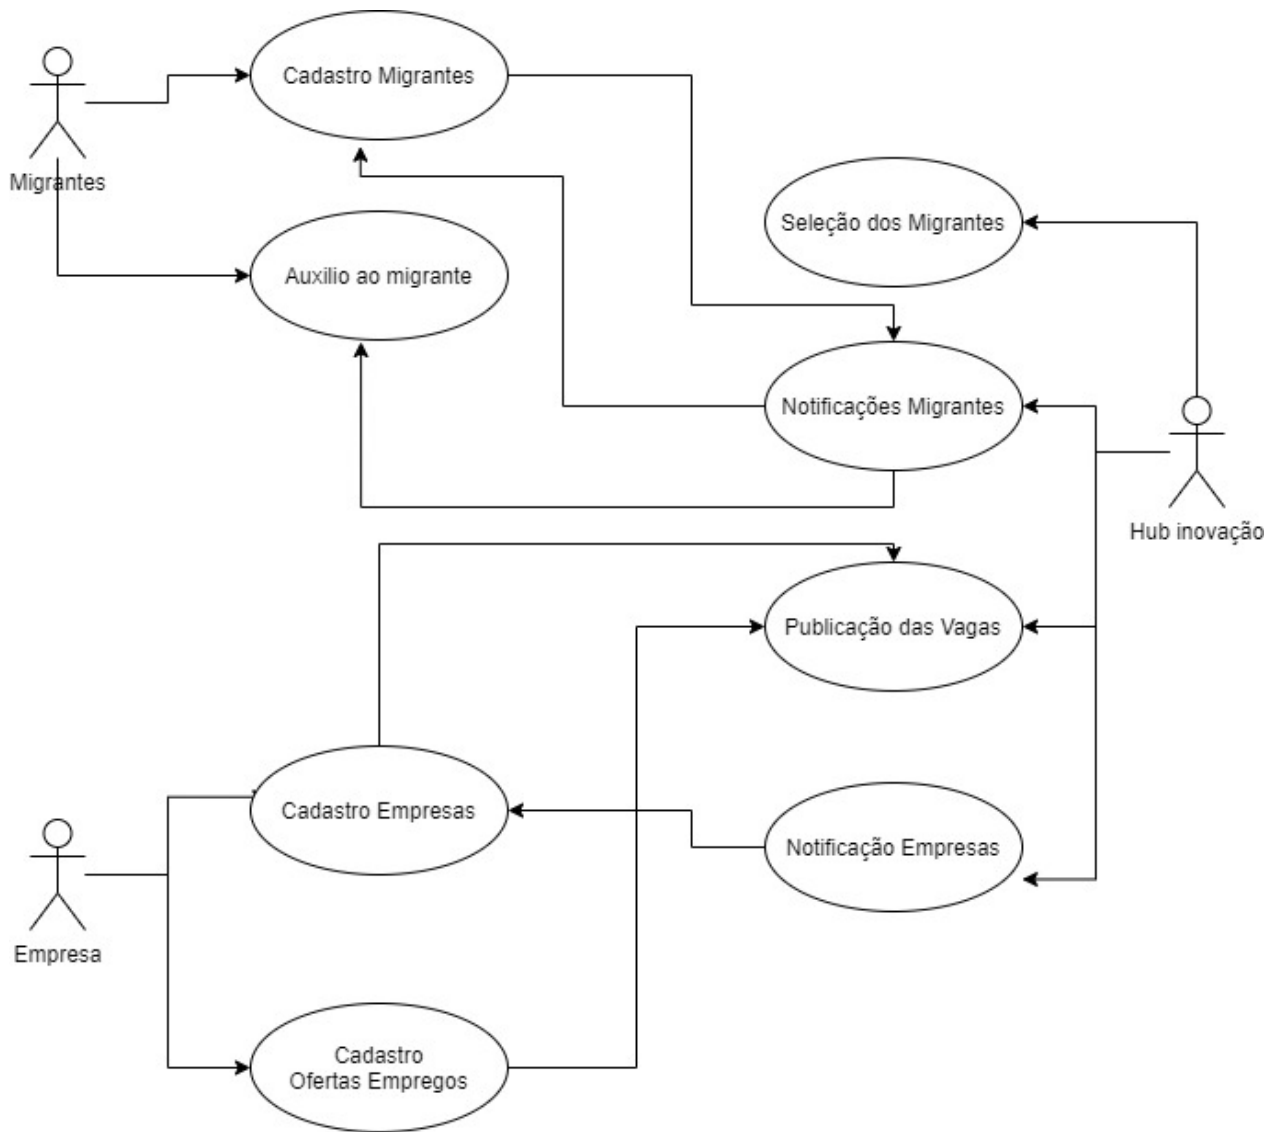 Cadastro Migrantes
Migrantes
Seleção dos Migrantes
Auxilio ao migrante
Notificações Migrantes
Hub inovação
Publicação das Vagas
Cadastro Empresas
Notificação Empresas
Empresa
Cadastro
Ofertas Empregos